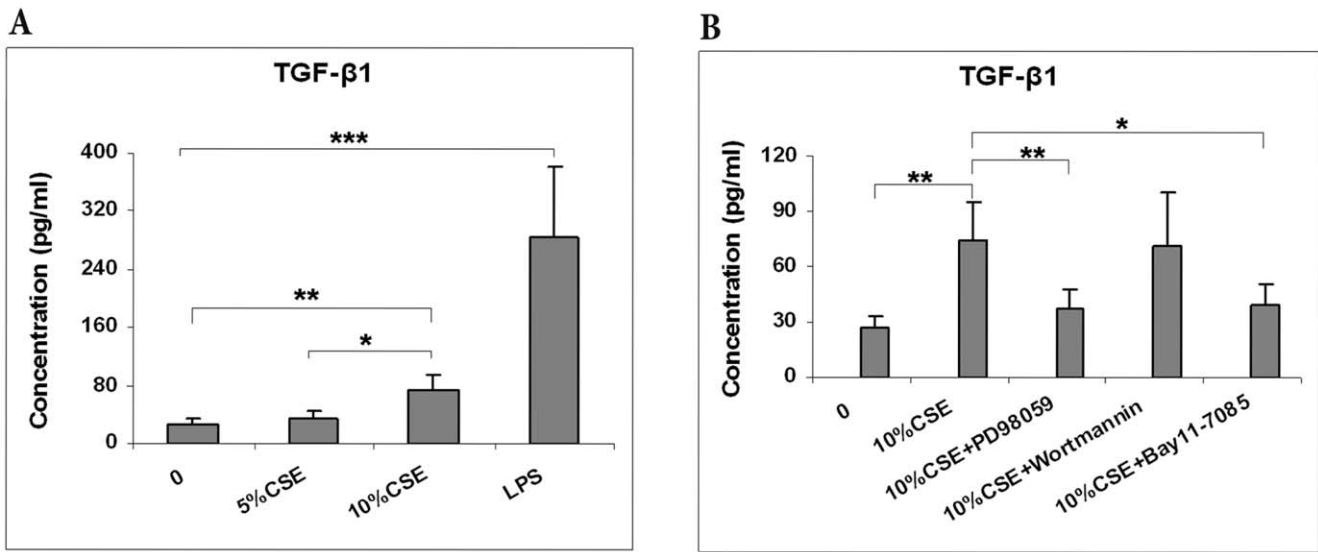 A
TGF-β1
Concentration (pg/ml)
400
320
240
160
80
0
***
**
*
0
5%CSE
10%CSE
LPS
B
TGF-β1
Concentration (pg/ml)
120
90
60
30
0
*
**
**
0
10%CSE
10%CSE+PD98059
10%CSE+Wortmannin
10%CSE+Bay11-7085